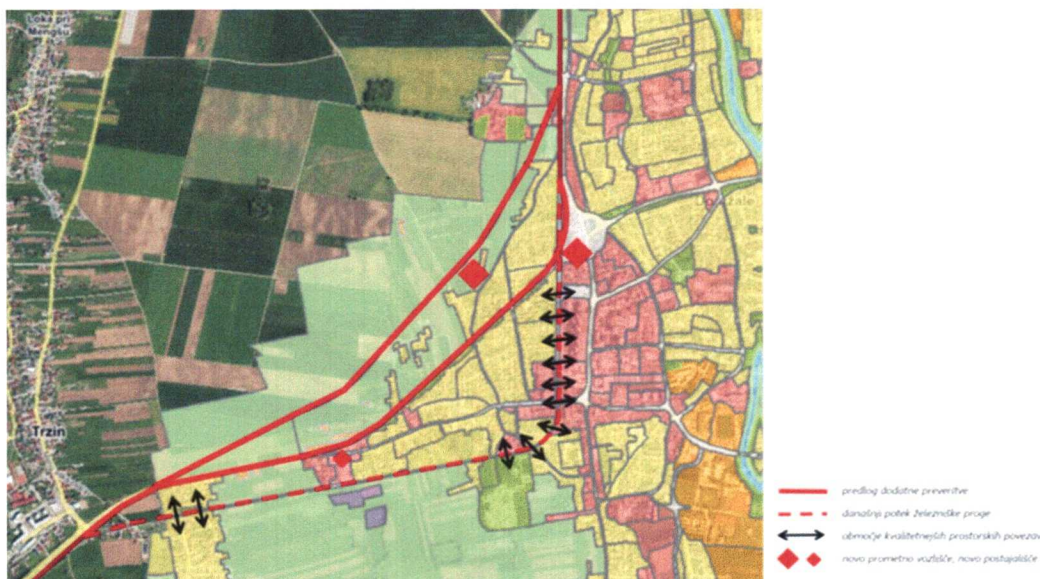 Loka pri
Mengšu
Domžale
Trzin
predlog dodatne preveritve
današnji potek železniške proge
območje kvalitetnejših prostorskih povezav
novo prometno vozlišče, novo postajališče